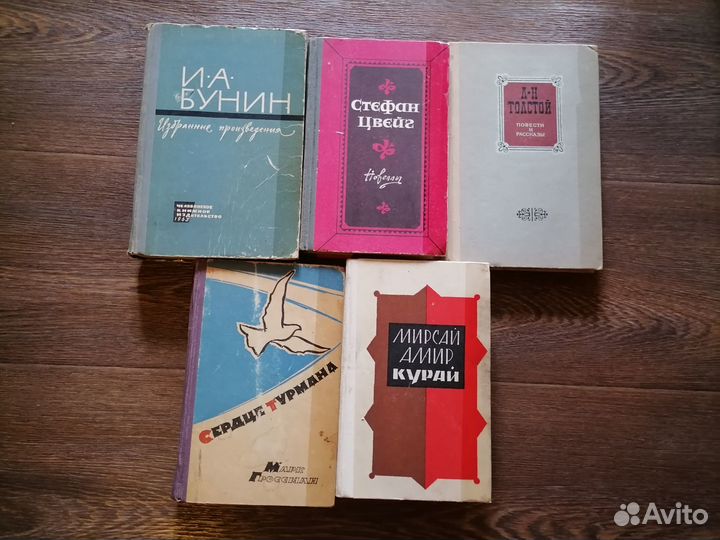 И·А·
БУНИН
Избранные произведения
ЧЕЛЯБИНСКОЕ
КНИЖНОЕ
ИЗДАТЕЛЬСТВО
1963
СТЕФАН
ЦВЕЙГ
Новеллы
Л·Н
ТОЛСТОЙ
ПОВЕСТИ
И
РАССКАЗЫ
СЕРДЦЕ ТУРМАНА
МАРК
ГРОССМАН
МИРСАЙ
АМИР
КУРАЙ
Avito